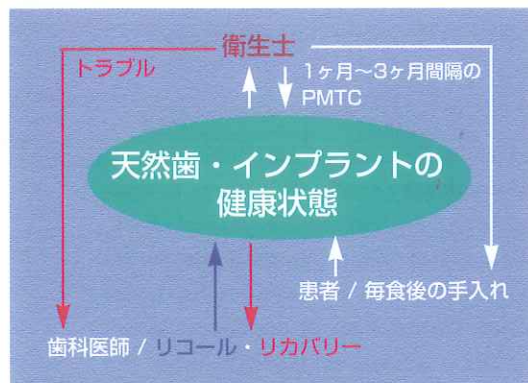 衛生士
トラブル
1ヶ月～3ヶ月間隔の
PMTC
天然歯・インプラントの
健康状態
患者 / 毎食後の手入れ
歯科医師 / リコール・リカバリー